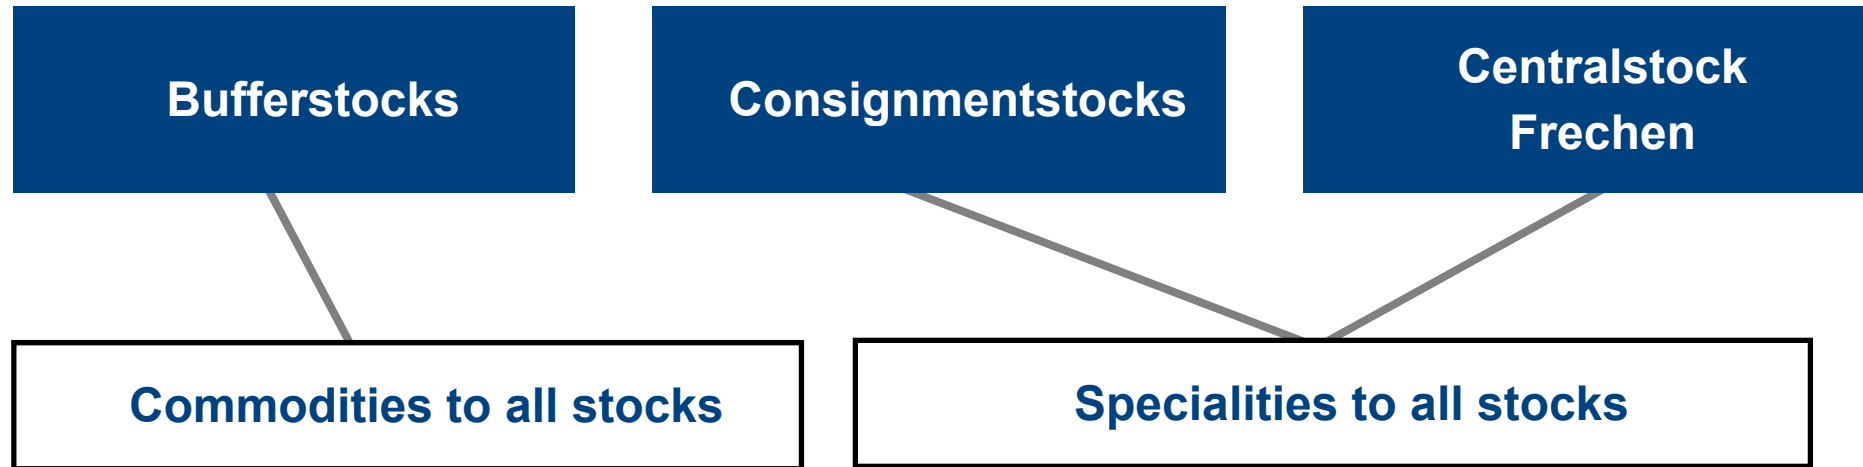 Bufferstocks
Consignmentstocks
Centralstock
Frechen
Commodities to all stocks
Specialities to all stocks